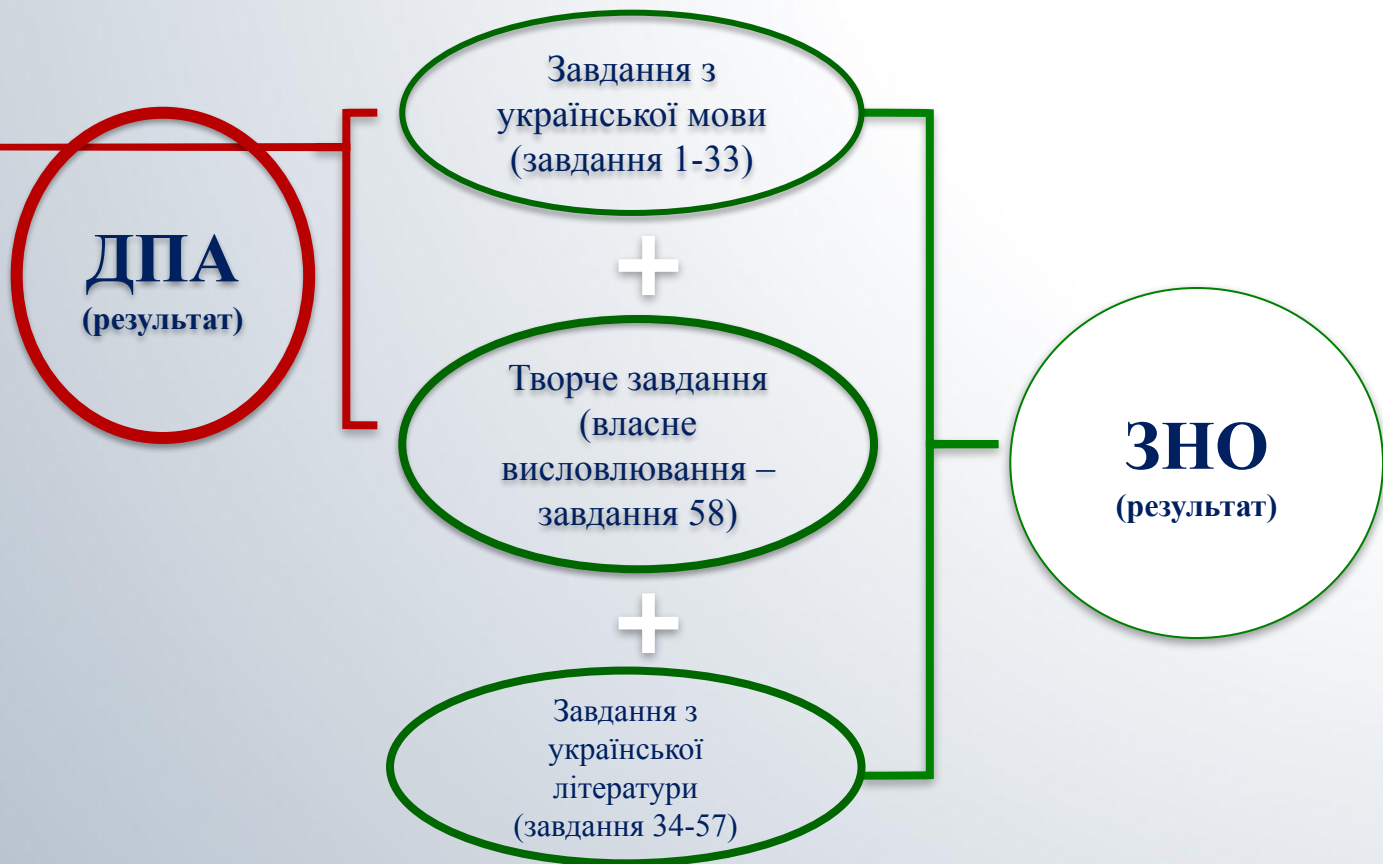 Завдання з
української мови
(завдання 1-33)
ДПА
(результат)
+
Творче завдання
(власне
висловлювання –
завдання 58)
ЗНО
(результат)
+
Завдання з
української
літератури
(завдання 34-57)